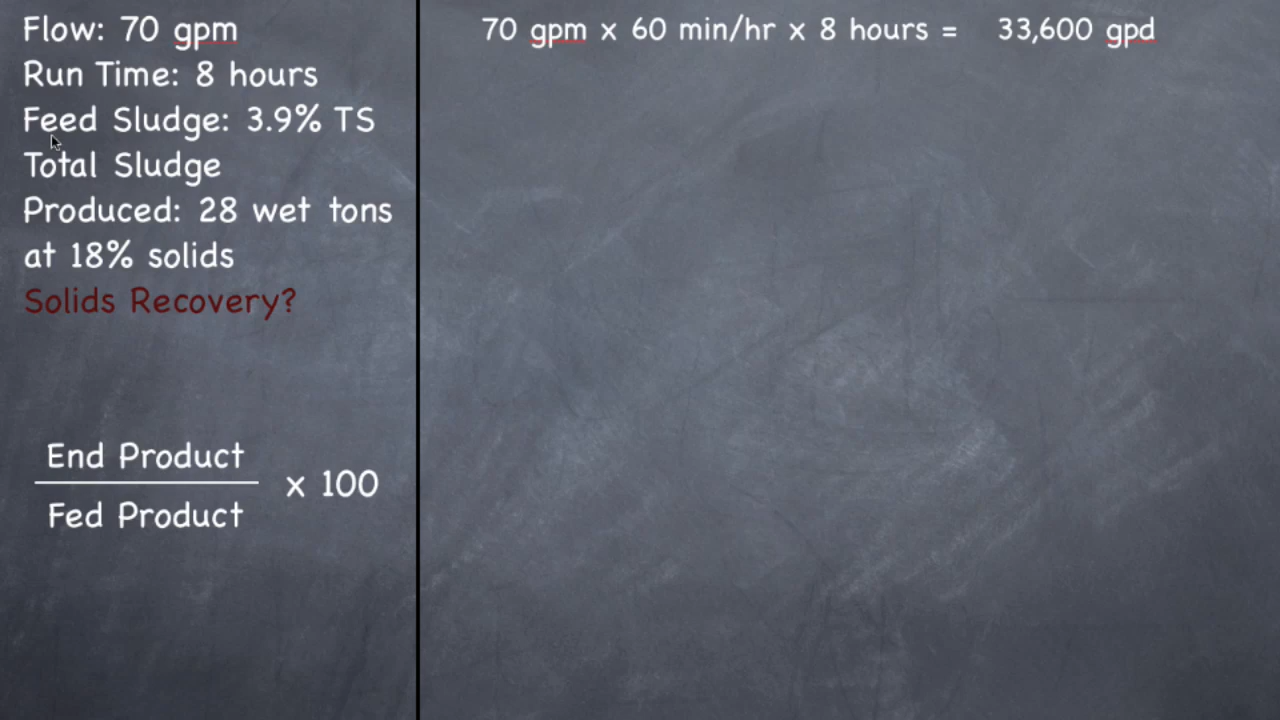 Flow: 70 gpm
Run Time: 8 hours
Feed Sludge: 3.9% TS
Total Sludge
Produced: 28 wet tons
at 18% solids
Solids Recovery?
End Product
Fed Product
x 100
70 gpm x 60 min/hr x 8 hours = 33,600 gpd